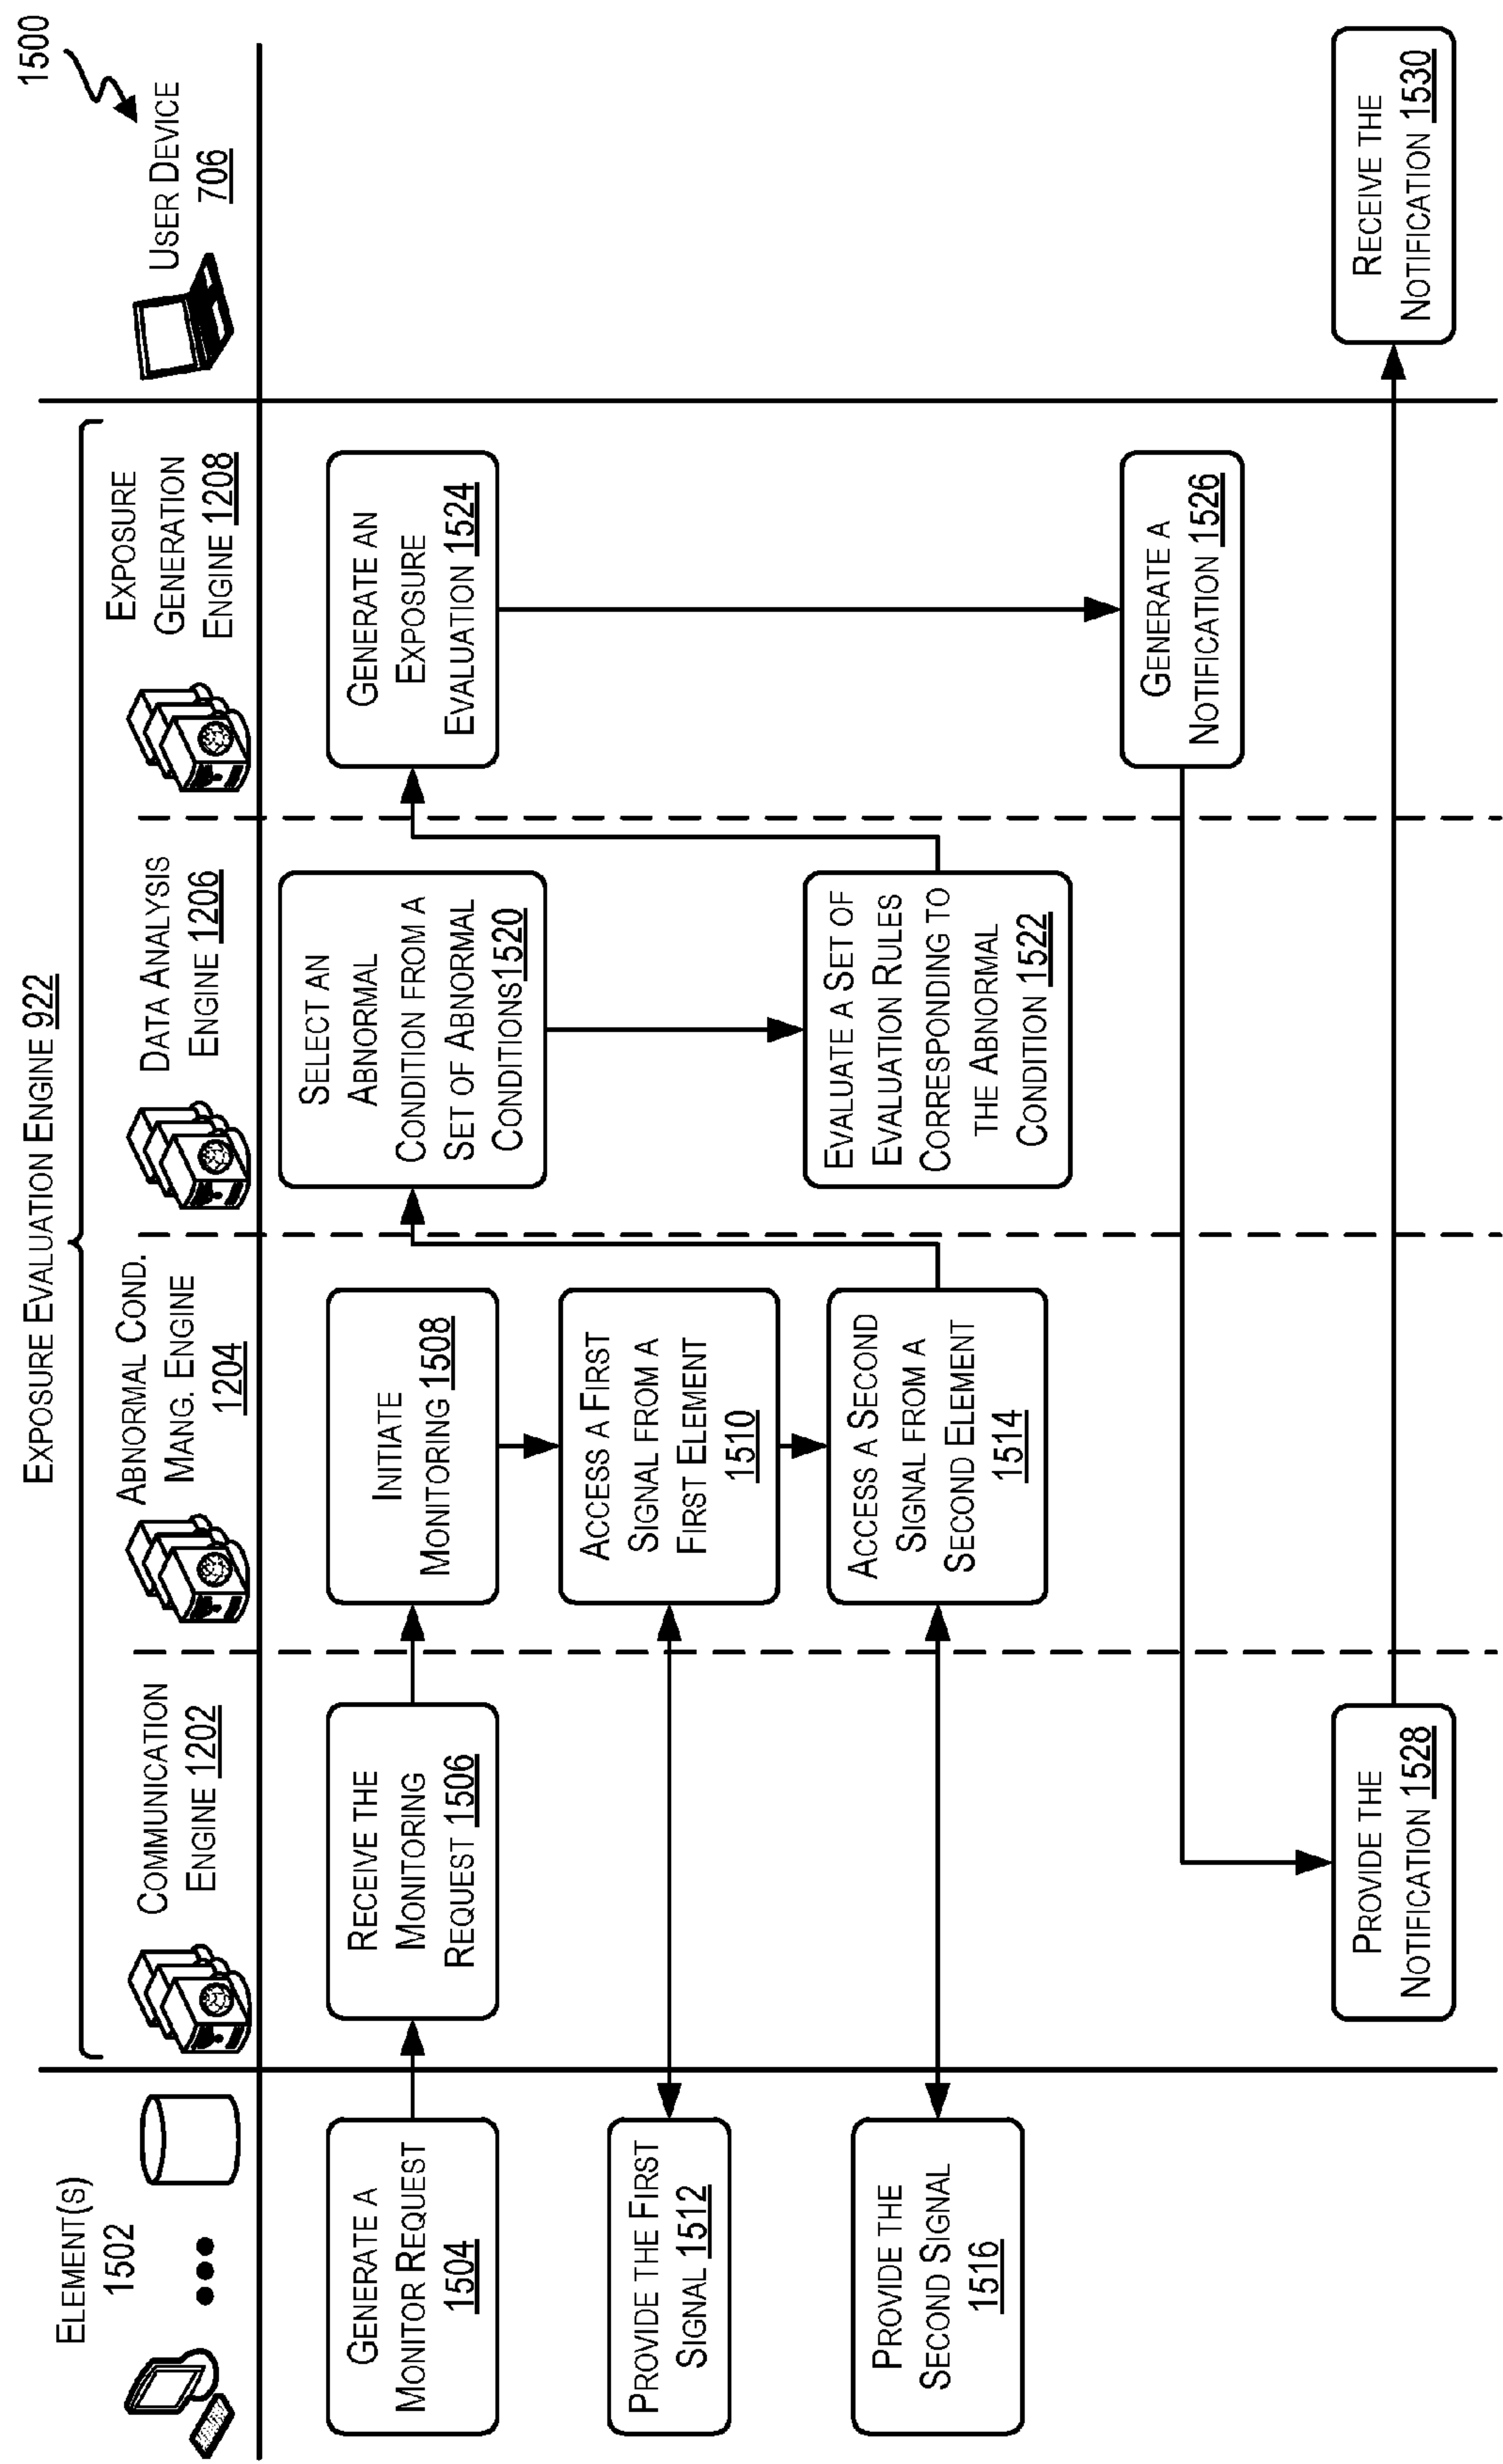 1500
EXPOSURE EVALUATION ENGINE 922
ELEMENT(S)
1502
COMMUNICATION
ENGINE 1202
ABNORMAL COND.
MANG. ENGINE
1204
DATA ANALYSIS
ENGINE 1206
EXPOSURE
GENERATION
ENGINE 1208
USER DEVICE
706
GENERATE A
MONITOR REQUEST
1504
RECEIVE THE
MONITORING
REQUEST 1506
INITIATE
MONITORING 1508
SELECT AN
ABNORMAL
CONDITION FROM A
SET OF ABNORMAL
CONDITIONS1520
GENERATE AN
EXPOSURE
EVALUATION 1524
PROVIDE THE FIRST
SIGNAL 1512
ACCESS A FIRST
SIGNAL FROM A
FIRST ELEMENT
1510
PROVIDE THE
SECOND SIGNAL
1516
ACCESS A SECOND
SIGNAL FROM A
SECOND ELEMENT
1514
EVALUATE A SET OF
EVALUATION RULES
CORRESPONDING TO
THE ABNORMAL
CONDITION 1522
GENERATE A
NOTIFICATION 1526
PROVIDE THE
NOTIFICATION 1528
RECEIVE THE
NOTIFICATION 1530